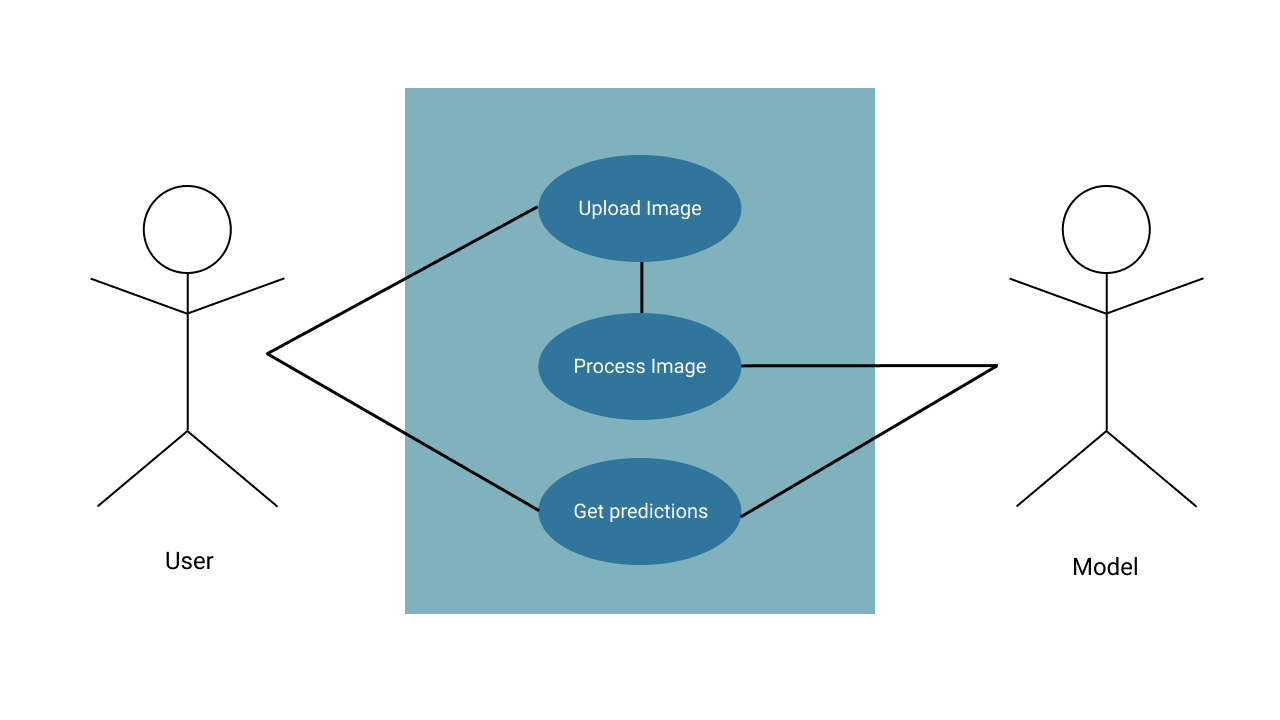 Upload Image
Process Image
Get predictions
User
Model